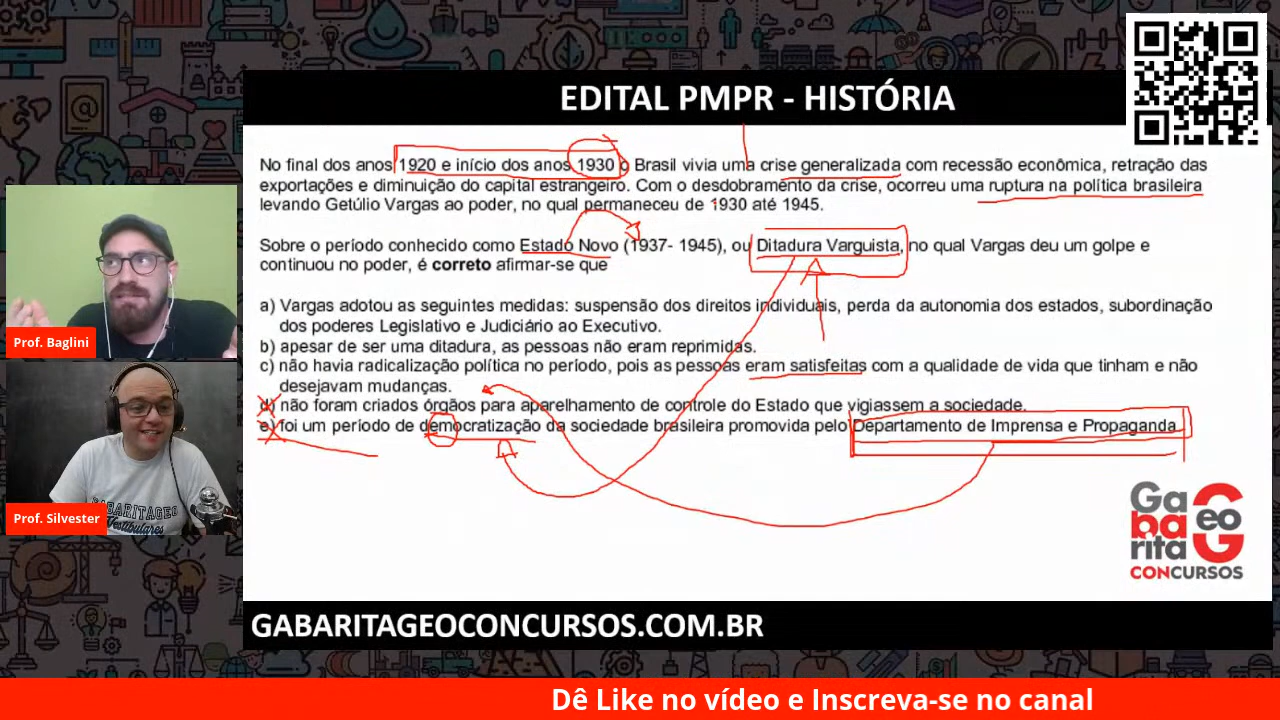 EDITAL PMPR - HISTÓRIA
No final dos anos 1920 e início dos anos 1930 o Brasil vivia uma crise generalizada com recessão econômica, retração das
exportações e diminuição do capital estrangeiro. Com o desdobramento da crise, ocorreu uma ruptura na política brasileira
levando Getúlio Vargas ao poder, no qual permaneceu de 1930 até 1945.
Sobre o período conhecido como Estado Novo (1937- 1945), ou Ditadura Varguista, no qual Vargas deu um golpe e
continuou no poder, é correto afirmar-se que
a) Vargas adotou as seguintes medidas: suspensão dos direitos individuais, perda da autonomia dos estados, subordinação
dos poderes Legislativo e Judiciário ao Executivo.
b) apesar de ser uma ditadura, as pessoas não eram reprimidas.
c) não havia radicalização política no período, pois as pessoas eram satisfeitas com a qualidade de vida que tinham e não
desejavam mudanças.
d) não foram criados órgãos para aparelhamento de controle do Estado que vigiassem a sociedade.
e) foi um período de democratização da sociedade brasileira promovida pelo Departamento de Imprensa e Propaganda.
Prof. Baglini
GABARITAGEO
Vestibulares
Prof. Silvester
Gabarita Geo
CONCURSOS
GABARITAGEOCONCURSOS.COM.BR
Dê Like no vídeo e Inscreva-se no canal